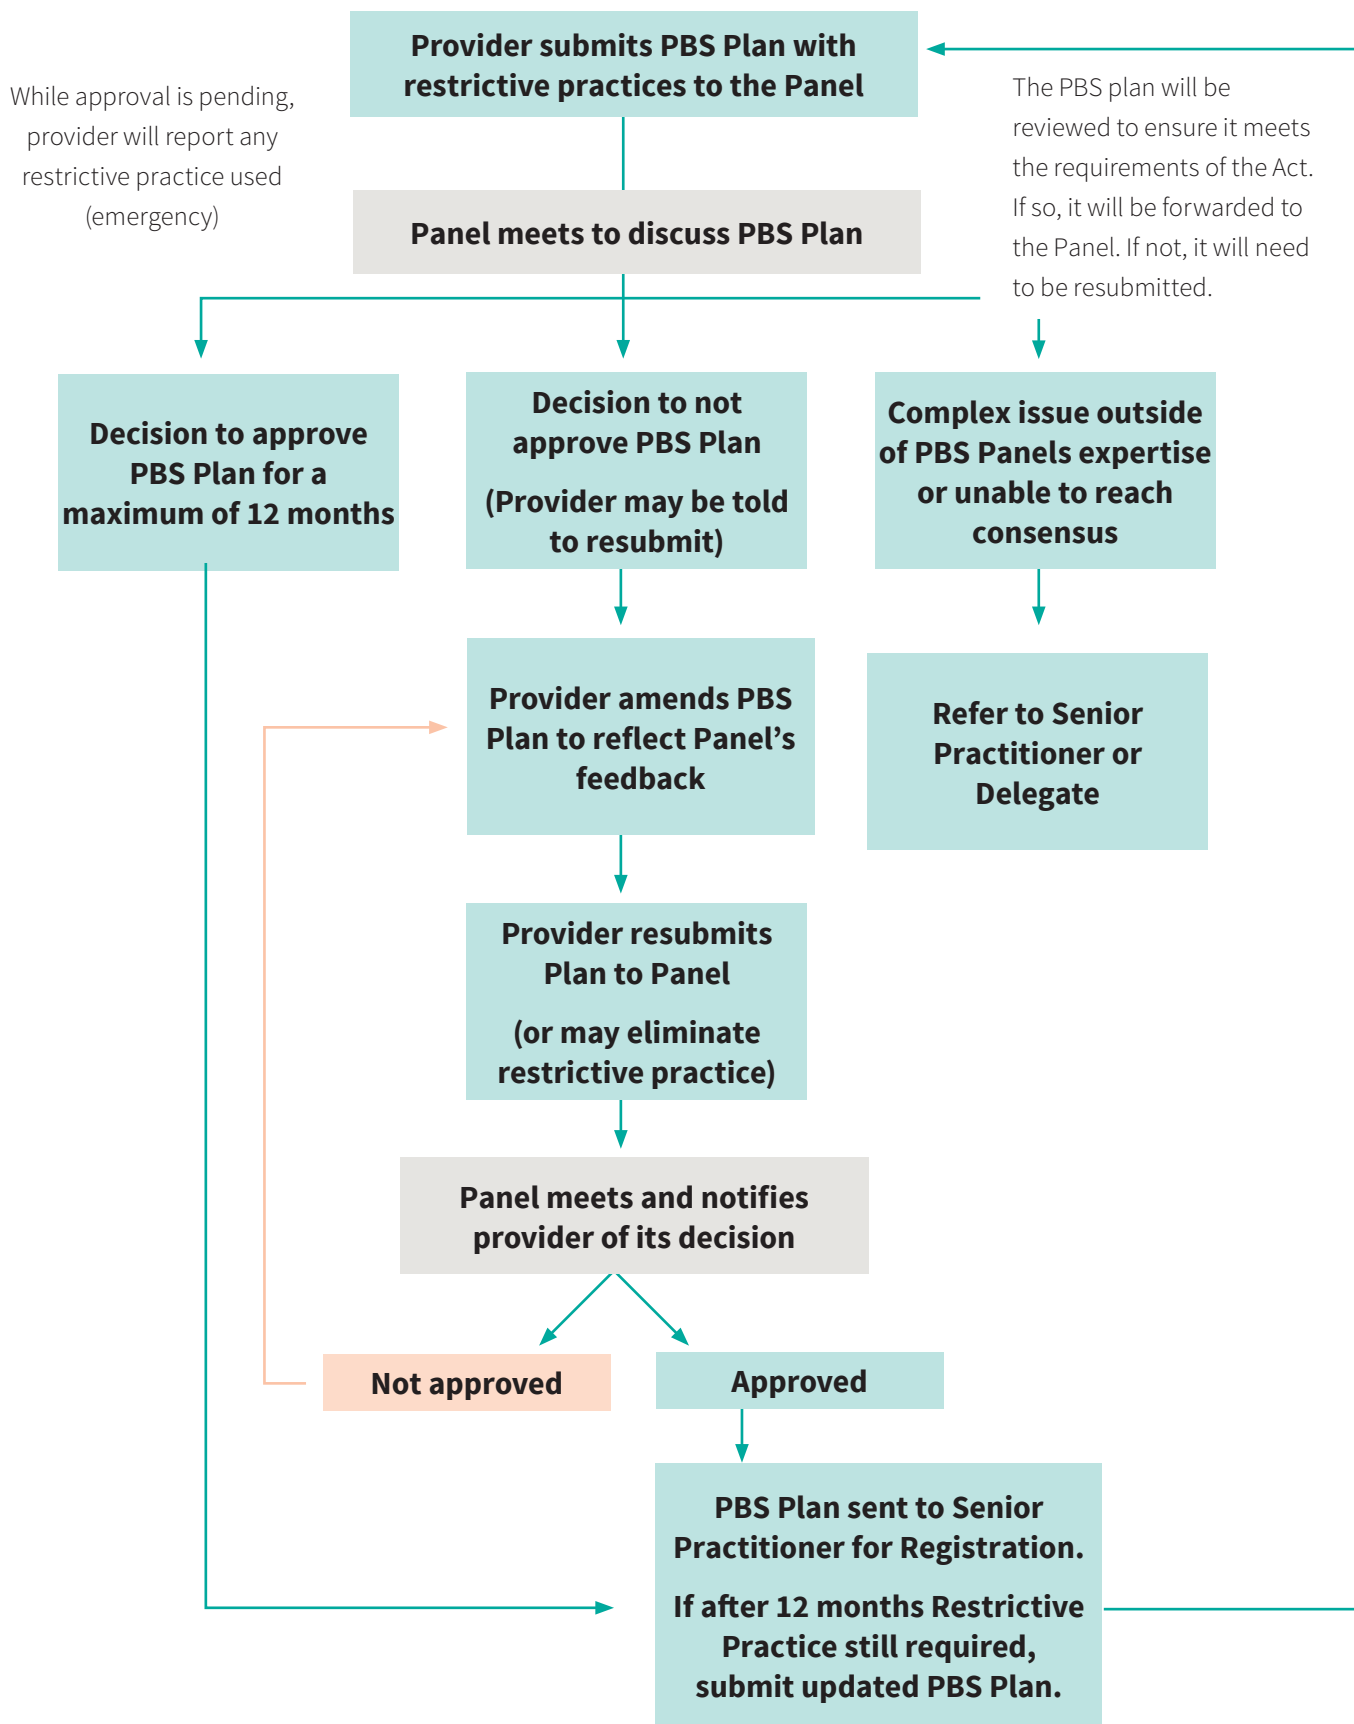 Provider submits PBS Plan with
restrictive practices to the Panel
While approval is pending,
provider will report any
restrictive practice used
(emergency)
The PBS plan will be
reviewed to ensure it meets
the requirements of the Act.
If so, it will be forwarded to
the Panel. If not, it will need
to be resubmitted.
Panel meets to discuss PBS Plan
Decision to approve
PBS Plan for a
maximum of 12 months
Decision to not
approve PBS Plan
(Provider may be told
to resubmit)
Complex issue outside
of PBS Panels expertise
or unable to reach
consensus
Provider amends PBS
Plan to reflect Panel’s
feedback
Refer to Senior
Practitioner or
Delegate
Provider resubmits
Plan to Panel
(or may eliminate
restrictive practice)
Panel meets and notifies
provider of its decision
Not approved
Approved
PBS Plan sent to Senior
Practitioner for Registration.
If after 12 months Restrictive
Practice still required,
submit updated PBS Plan.